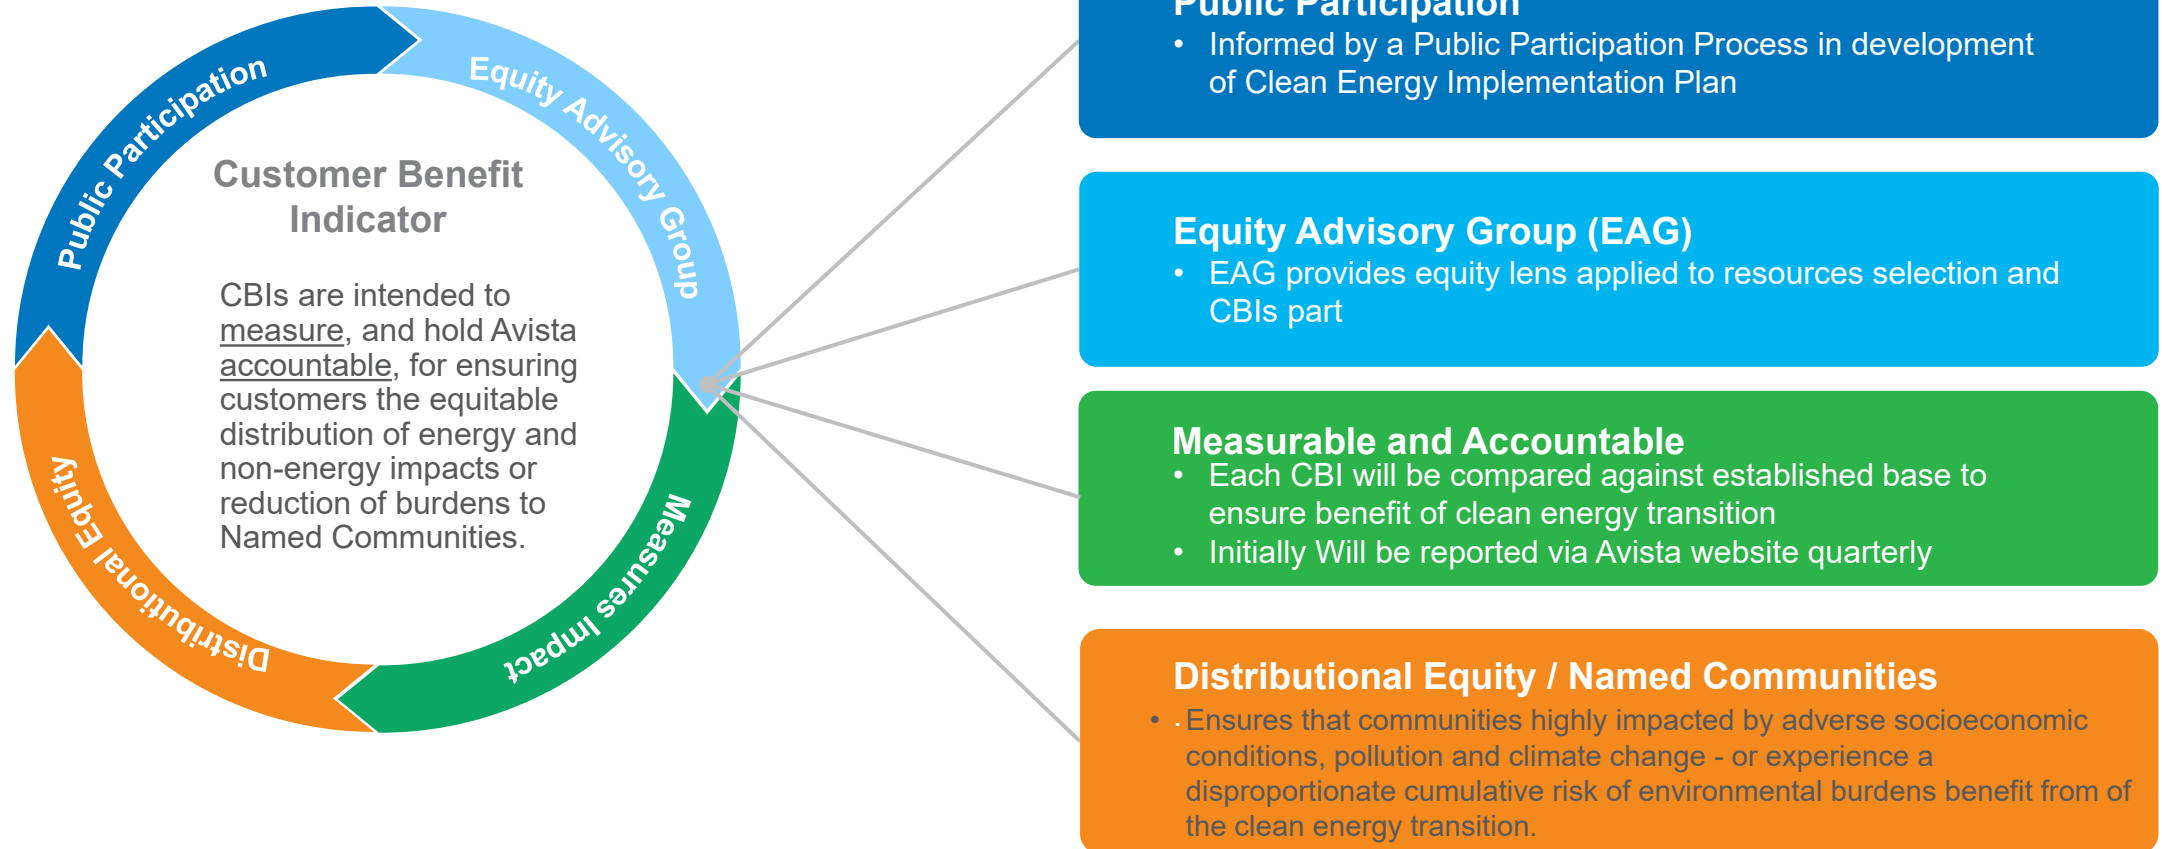 Public Participation
Equity Advisory Group
Measures Impact
Distributional Equity
Customer Benefit
Indicator
CBIs are intended to
measure, and hold Avista
accountable, for ensuring
customers the equitable
distribution of energy and
non-energy impacts or
reduction of burdens to
Named Communities.
Public Participation
• Informed by a Public Participation Process in development
of Clean Energy Implementation Plan
Equity Advisory Group (EAG)
• EAG provides equity lens applied to resources selection and
CBIs part
Measurable and Accountable
• Each CBI will be compared against established base to
ensure benefit of clean energy transition
• Initially Will be reported via Avista website quarterly
Distributional Equity / Named Communities
• . Ensures that communities highly impacted by adverse socioeconomic
conditions, pollution and climate change - or experience a
disproportionate cumulative risk of environmental burdens benefit from of
the clean energy transition.